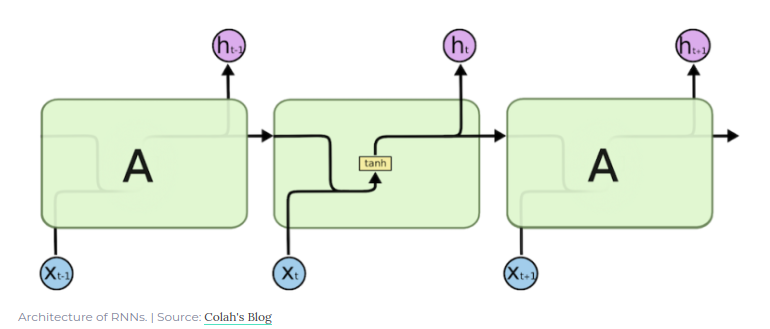 ht-1 ht ht+1
A tanh A
Xt-1 Xt Xt+1
Architecture of RNNs. | Source: Colah's Blog